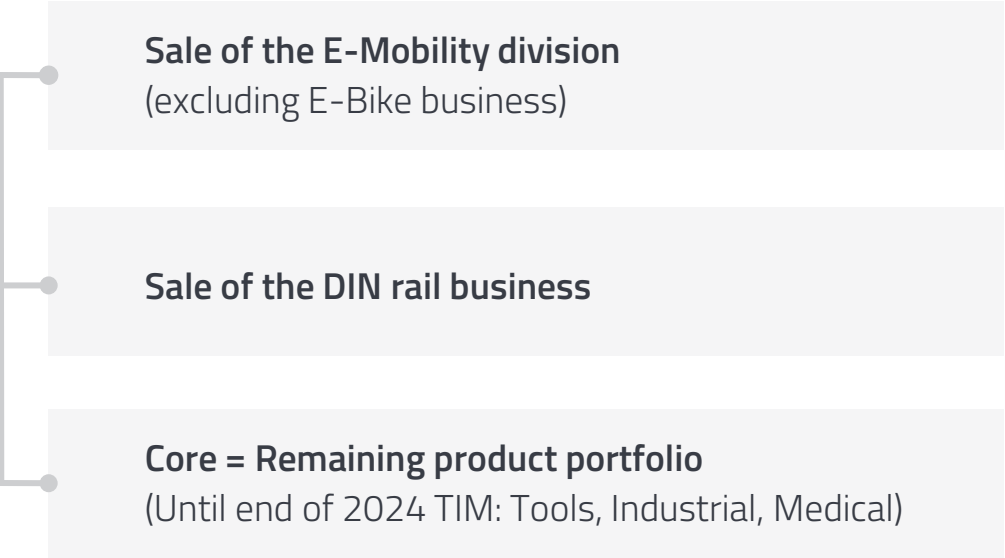 Sale of the E-Mobility division
(excluding E-Bike business)
Sale of the DIN rail business
Core = Remaining product portfolio
(Until end of 2024 TIM: Tools, Industrial, Medical)